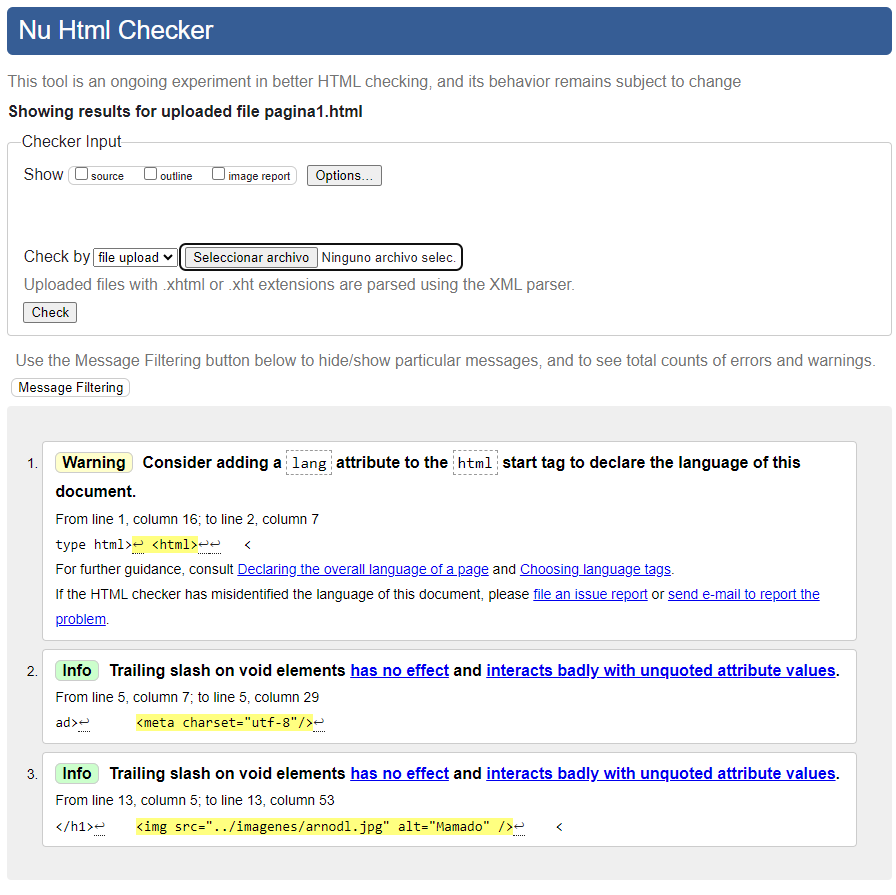 Nu Html Checker
This tool is an ongoing experiment in better HTML checking, and its behavior remains subject to change
Showing results for uploaded file pagina1.html
Checker Input
Show source outline image report Options...
Check by file upload Seleccionar archivo Ninguno archivo selec.
Uploaded files with .xhtml or .xht extensions are parsed using the XML parser.
Check
Use the Message Filtering button below to hide/show particular messages, and to see total counts of errors and warnings.
Message Filtering
1. Warning Consider adding a lang attribute to the html start tag to declare the language of this
document.
From line 1, column 16; to line 2, column 7
type html>↩ <html>↩↩ <
For further guidance, consult Declaring the overall language of a page and Choosing language tags.
If the HTML checker has misidentified the language of this document, please file an issue report or send e-mail to report the
problem.
2. Info Trailing slash on void elements has no effect and interacts badly with unquoted attribute values.
From line 5, column 7; to line 5, column 29
ad>↩ <meta charset="utf-8"/>↩
3. Info Trailing slash on void elements has no effect and interacts badly with unquoted attribute values.
From line 13, column 5; to line 13, column 53
</h1>↩ <img src="../imagenes/arnodl.jpg" alt="Mamado" />↩ <